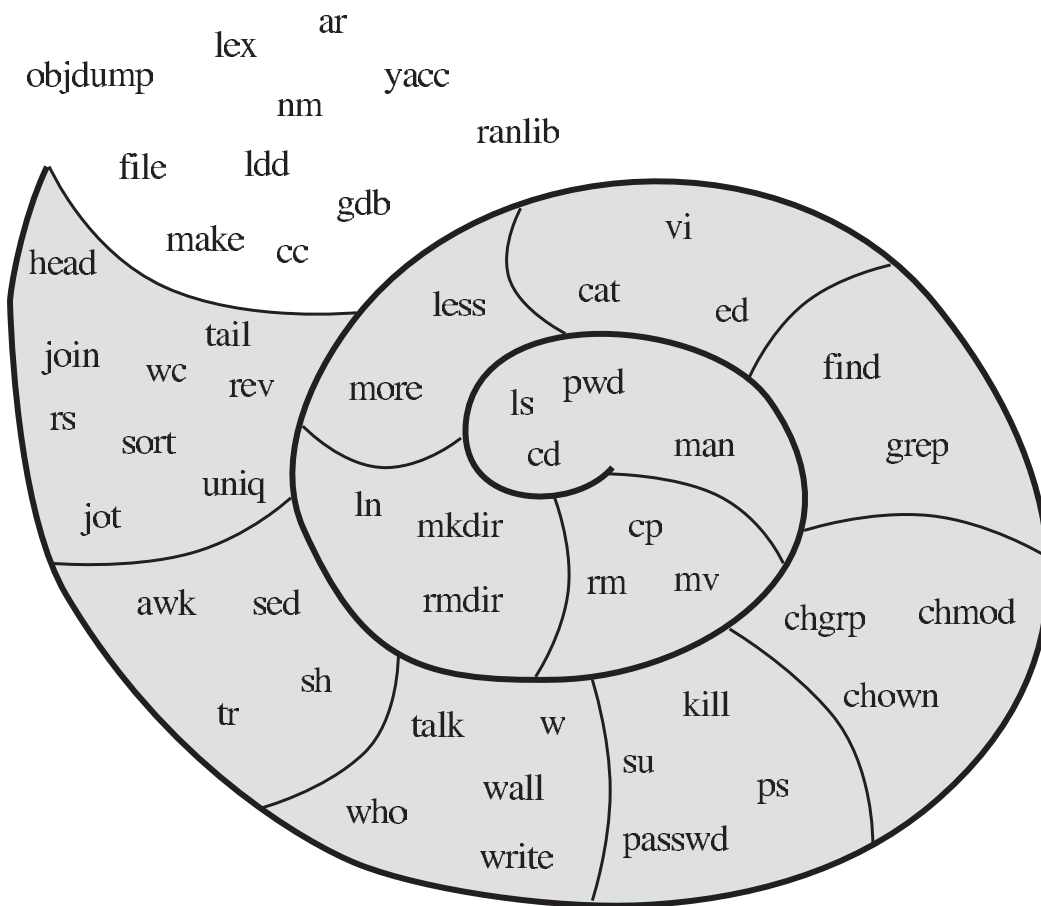 ar
lex
objdump
yacc
nm
ranlib
file
ldd
gdb
make
cc
head
vi
less
cat
ed
tail
join
wc
rev
more
ls
pwd
find
rs
sort
cd
man
grep
uniq
jot
ln
mkdir
cp
rm
mv
rmdir
awk
sed
chgrp
chmod
sh
tr
talk
w
kill
chown
su
wall
ps
who
write
passwd